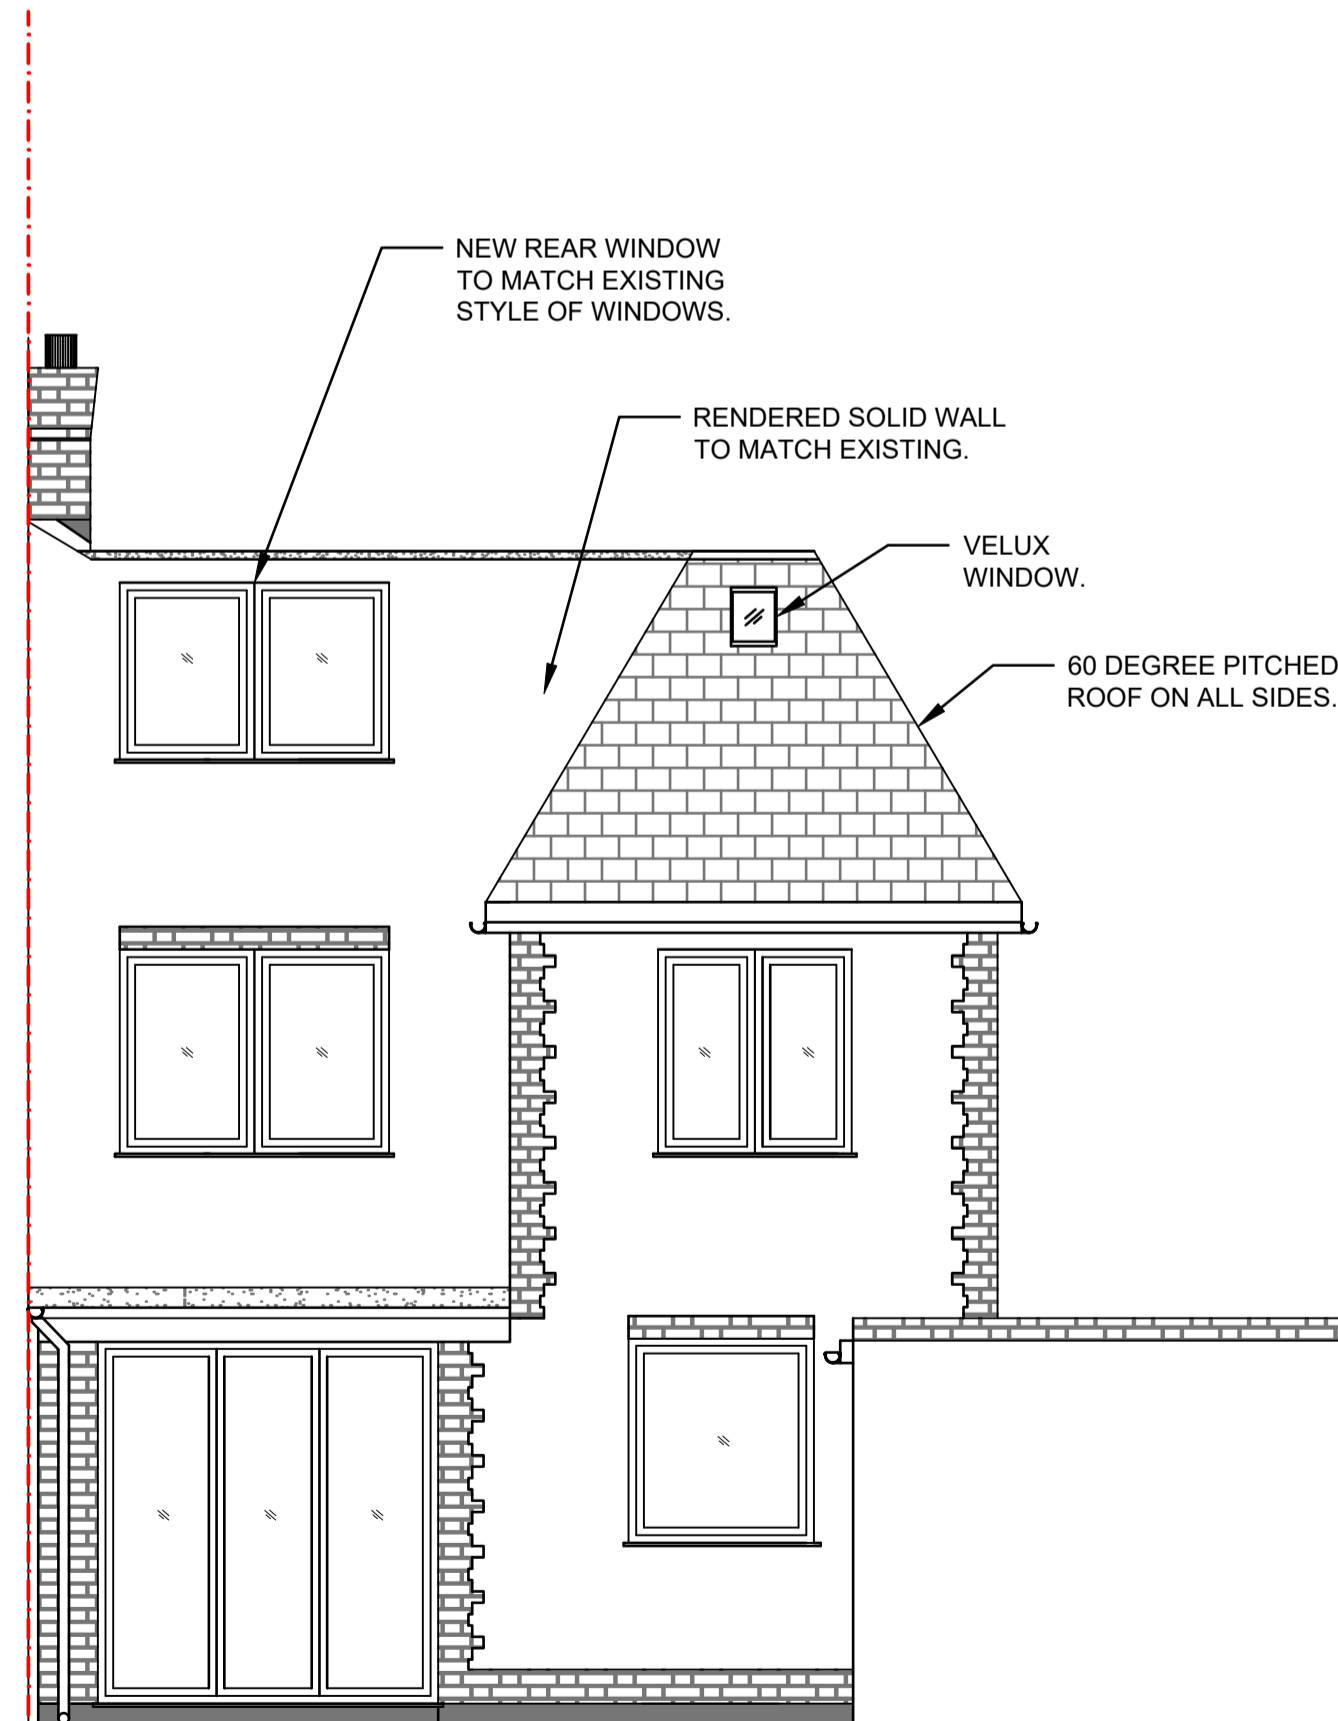 NEW REAR WINDOW
TO MATCH EXISTING
STYLE OF WINDOWS.
RENDERED SOLID WALL
TO MATCH EXISTING.
VELUX
WINDOW.
60 DEGREE PITCHED
ROOF ON ALL SIDES.